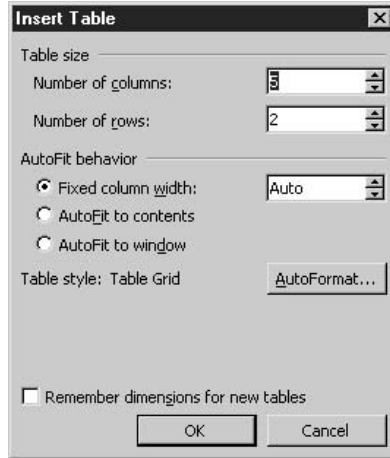 Insert Table
Table size
Number of columns: 5
Number of rows: 2
AutoFit behavior
Fixed column width: Auto
AutoFit to contents
AutoFit to window
Table style: Table Grid AutoFormat...
Remember dimensions for new tables
OK Cancel